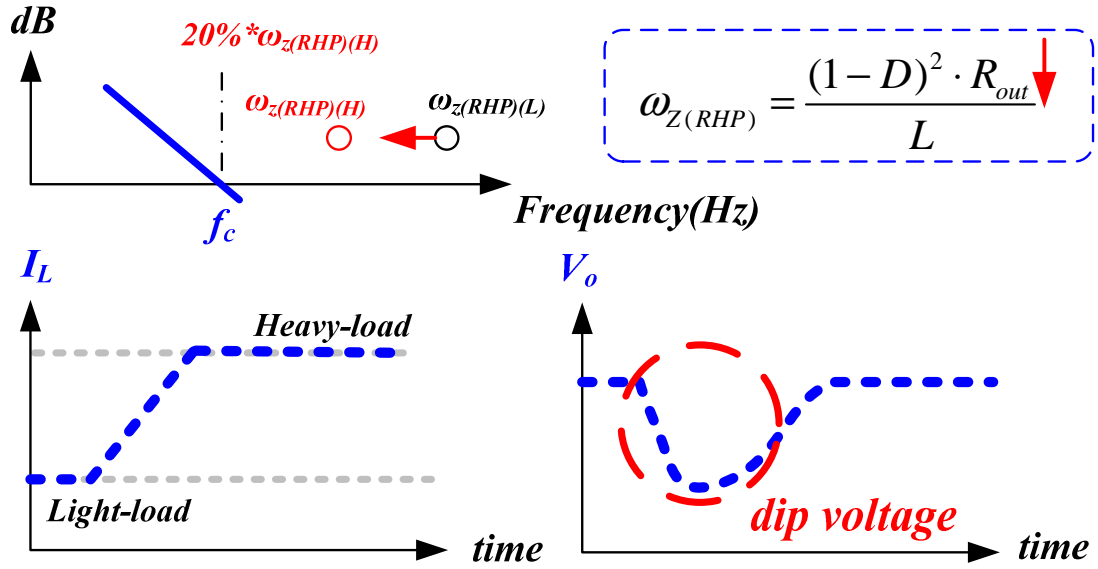 dB
20%*ωz(RHP)(H)
ωz(RHP)(H)
ωz(RHP)(L)
fc
Frequency(Hz)
ωZ(RHP) = (1−D)² · Rout / L
IL
Heavy-load
Light-load
time
Vo
dip voltage
time